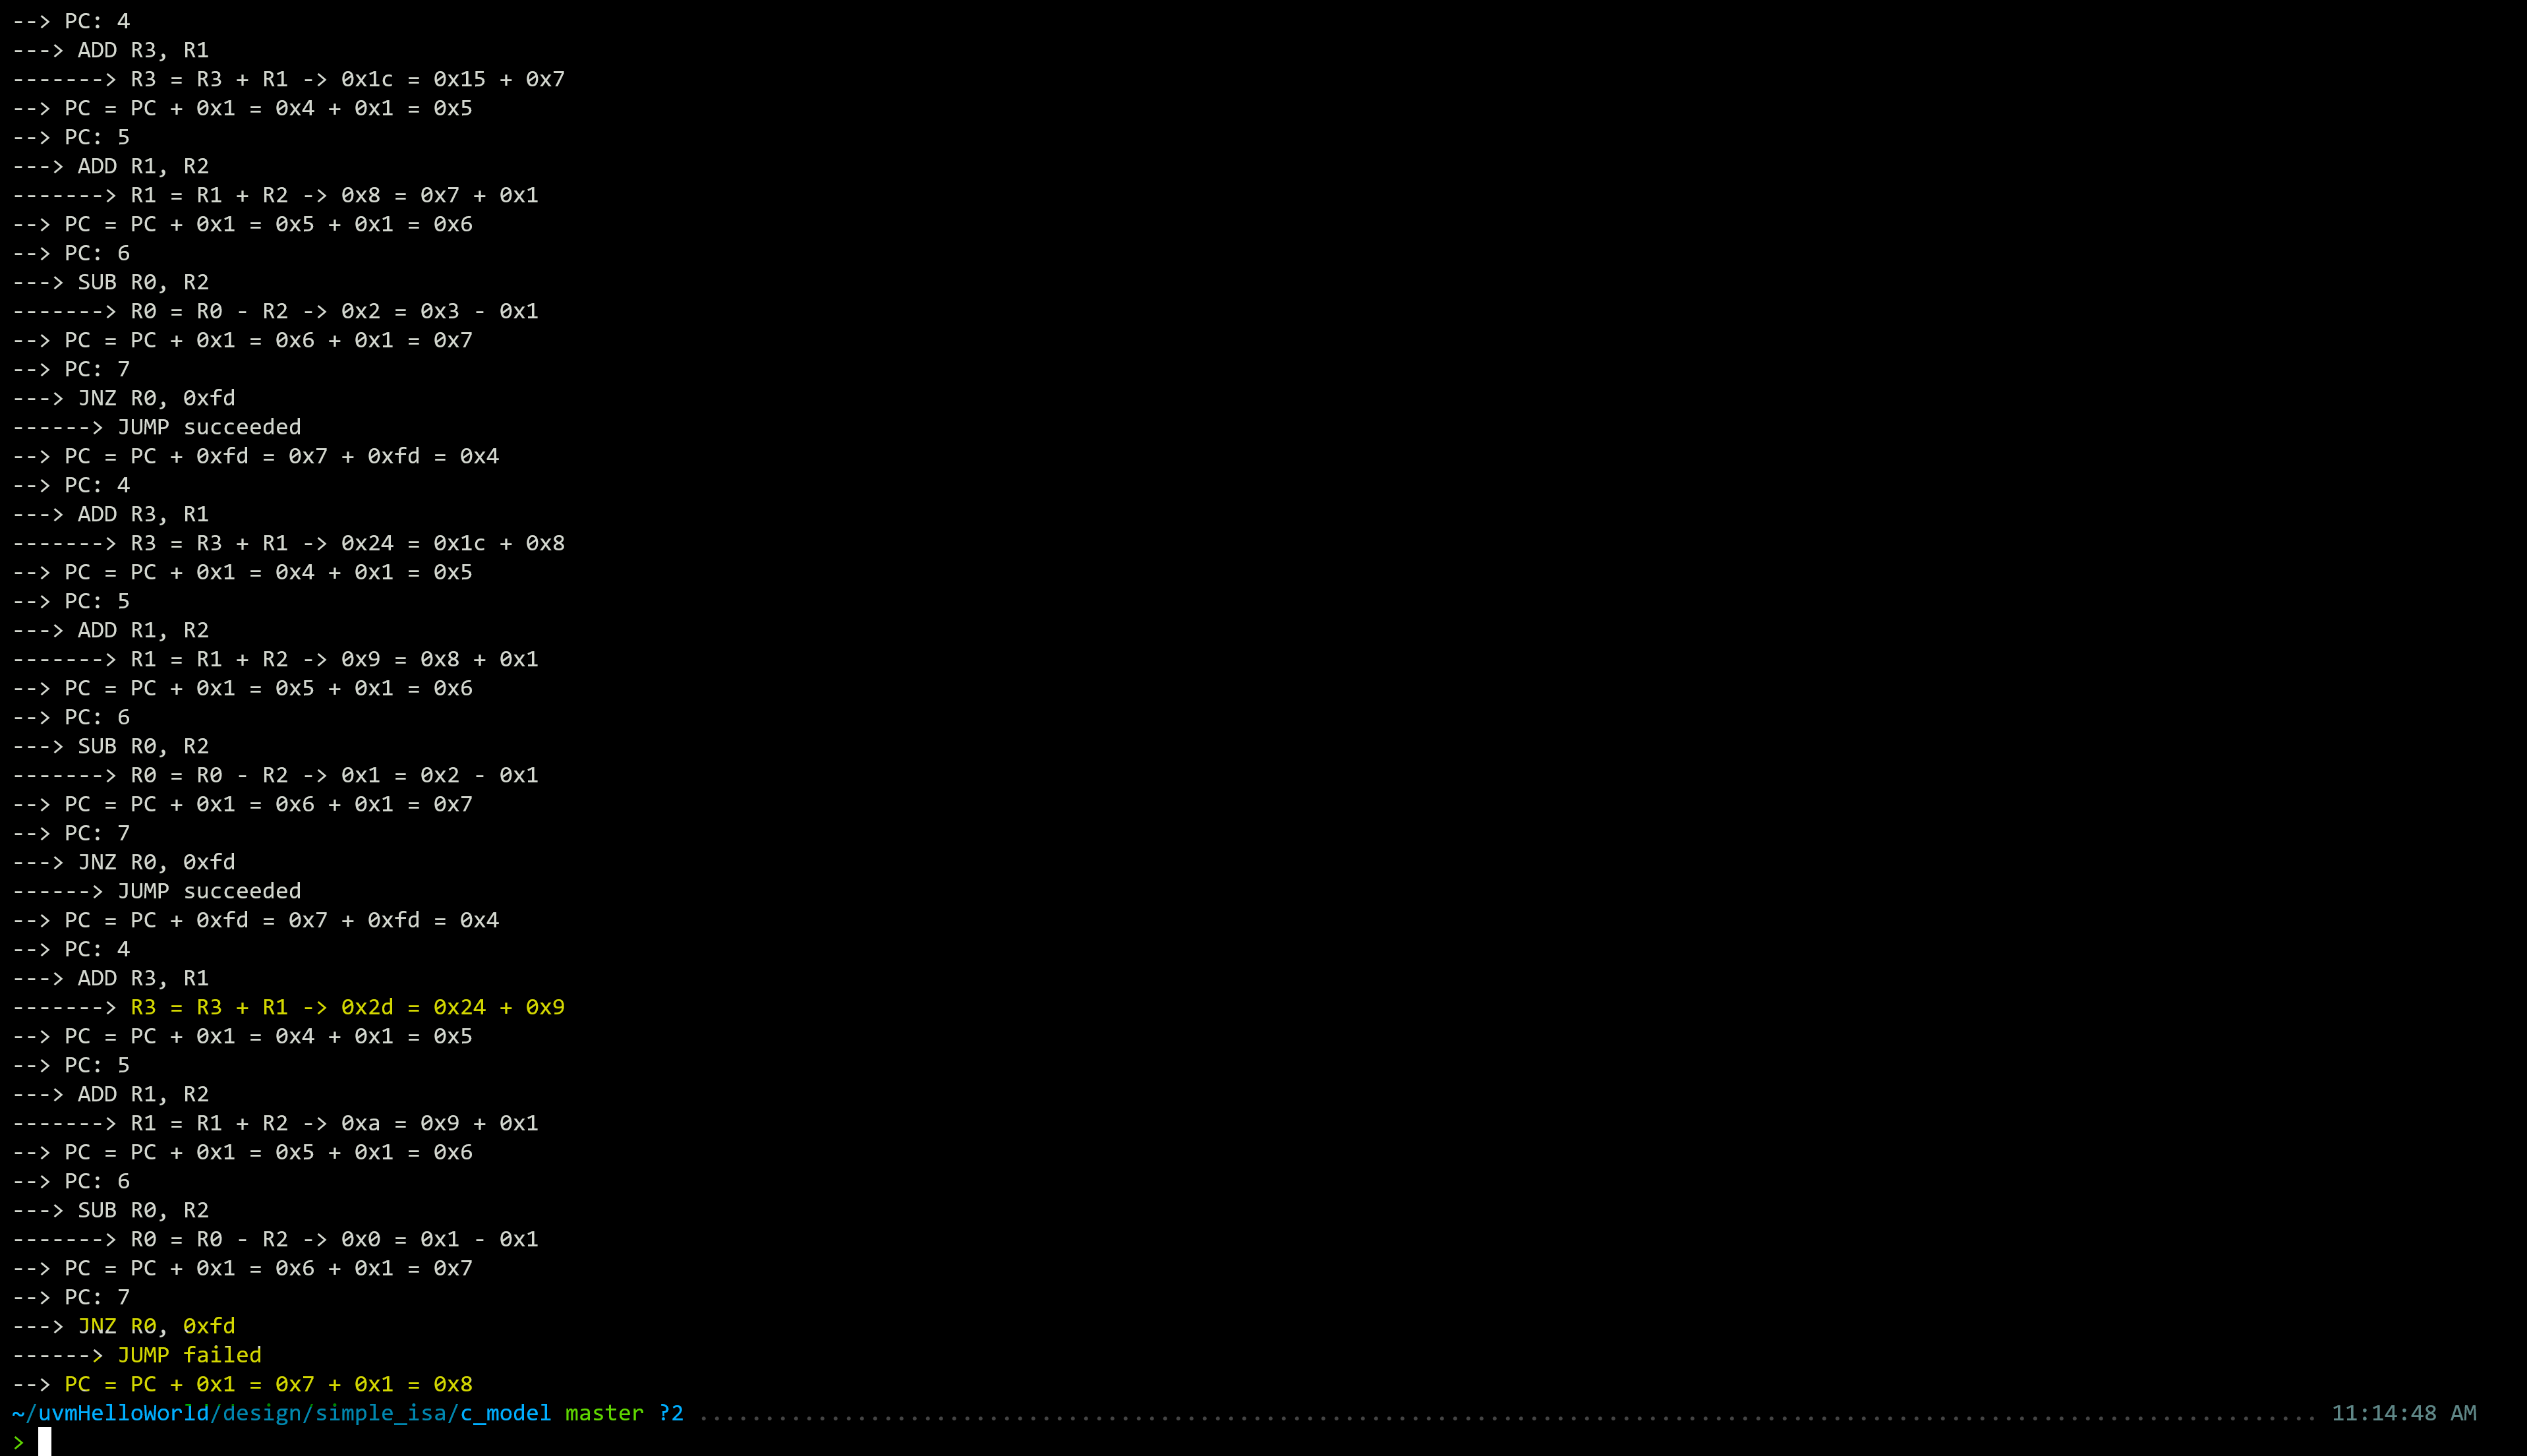 --> PC: 4
---> ADD R3, R1
-------> R3 = R3 + R1 -> 0x1c = 0x15 + 0x7
--> PC = PC + 0x1 = 0x4 + 0x1 = 0x5
--> PC: 5
---> ADD R1, R2
-------> R1 = R1 + R2 -> 0x8 = 0x7 + 0x1
--> PC = PC + 0x1 = 0x5 + 0x1 = 0x6
--> PC: 6
---> SUB R0, R2
-------> R0 = R0 - R2 -> 0x2 = 0x3 - 0x1
--> PC = PC + 0x1 = 0x6 + 0x1 = 0x7
--> PC: 7
---> JNZ R0, 0xfd
------> JUMP succeeded
--> PC = PC + 0xfd = 0x7 + 0xfd = 0x4
--> PC: 4
---> ADD R3, R1
-------> R3 = R3 + R1 -> 0x24 = 0x1c + 0x8
--> PC = PC + 0x1 = 0x4 + 0x1 = 0x5
--> PC: 5
---> ADD R1, R2
-------> R1 = R1 + R2 -> 0x9 = 0x8 + 0x1
--> PC = PC + 0x1 = 0x5 + 0x1 = 0x6
--> PC: 6
---> SUB R0, R2
-------> R0 = R0 - R2 -> 0x1 = 0x2 - 0x1
--> PC = PC + 0x1 = 0x6 + 0x1 = 0x7
--> PC: 7
---> JNZ R0, 0xfd
------> JUMP succeeded
--> PC = PC + 0xfd = 0x7 + 0xfd = 0x4
--> PC: 4
---> ADD R3, R1
-------> R3 = R3 + R1 -> 0x2d = 0x24 + 0x9
--> PC = PC + 0x1 = 0x4 + 0x1 = 0x5
--> PC: 5
---> ADD R1, R2
-------> R1 = R1 + R2 -> 0xa = 0x9 + 0x1
--> PC = PC + 0x1 = 0x5 + 0x1 = 0x6
--> PC: 6
---> SUB R0, R2
-------> R0 = R0 - R2 -> 0x0 = 0x1 - 0x1
--> PC = PC + 0x1 = 0x6 + 0x1 = 0x7
--> PC: 7
---> JNZ R0, 0xfd
------> JUMP failed
--> PC = PC + 0x1 = 0x7 + 0x1 = 0x8
~/uvmHelloWorld/design/simple_isa/c_model master ?2 ........................................................................................................................... 11:14:48 AM
>